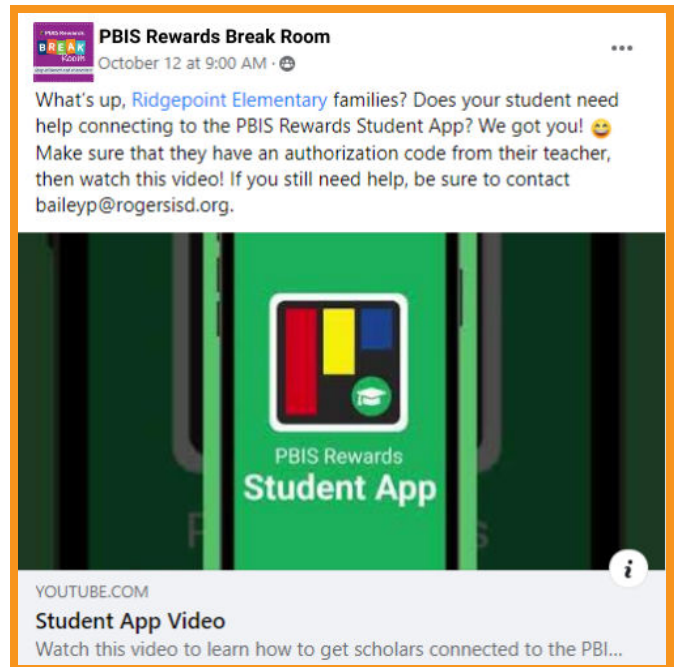 PBIS Rewards
BREAK
Room
PBIS Rewards Break Room
October 12 at 9:00 AM ·
What's up, Ridgepoint Elementary families? Does your student need
help connecting to the PBIS Rewards Student App? We got you! 😄
Make sure that they have an authorization code from their teacher,
then watch this video! If you still need help, be sure to contact
baileyp@rogersisd.org.
PBIS Rewards
Student App
i
YOUTUBE.COM
Student App Video
Watch this video to learn how to get scholars connected to the PBI...